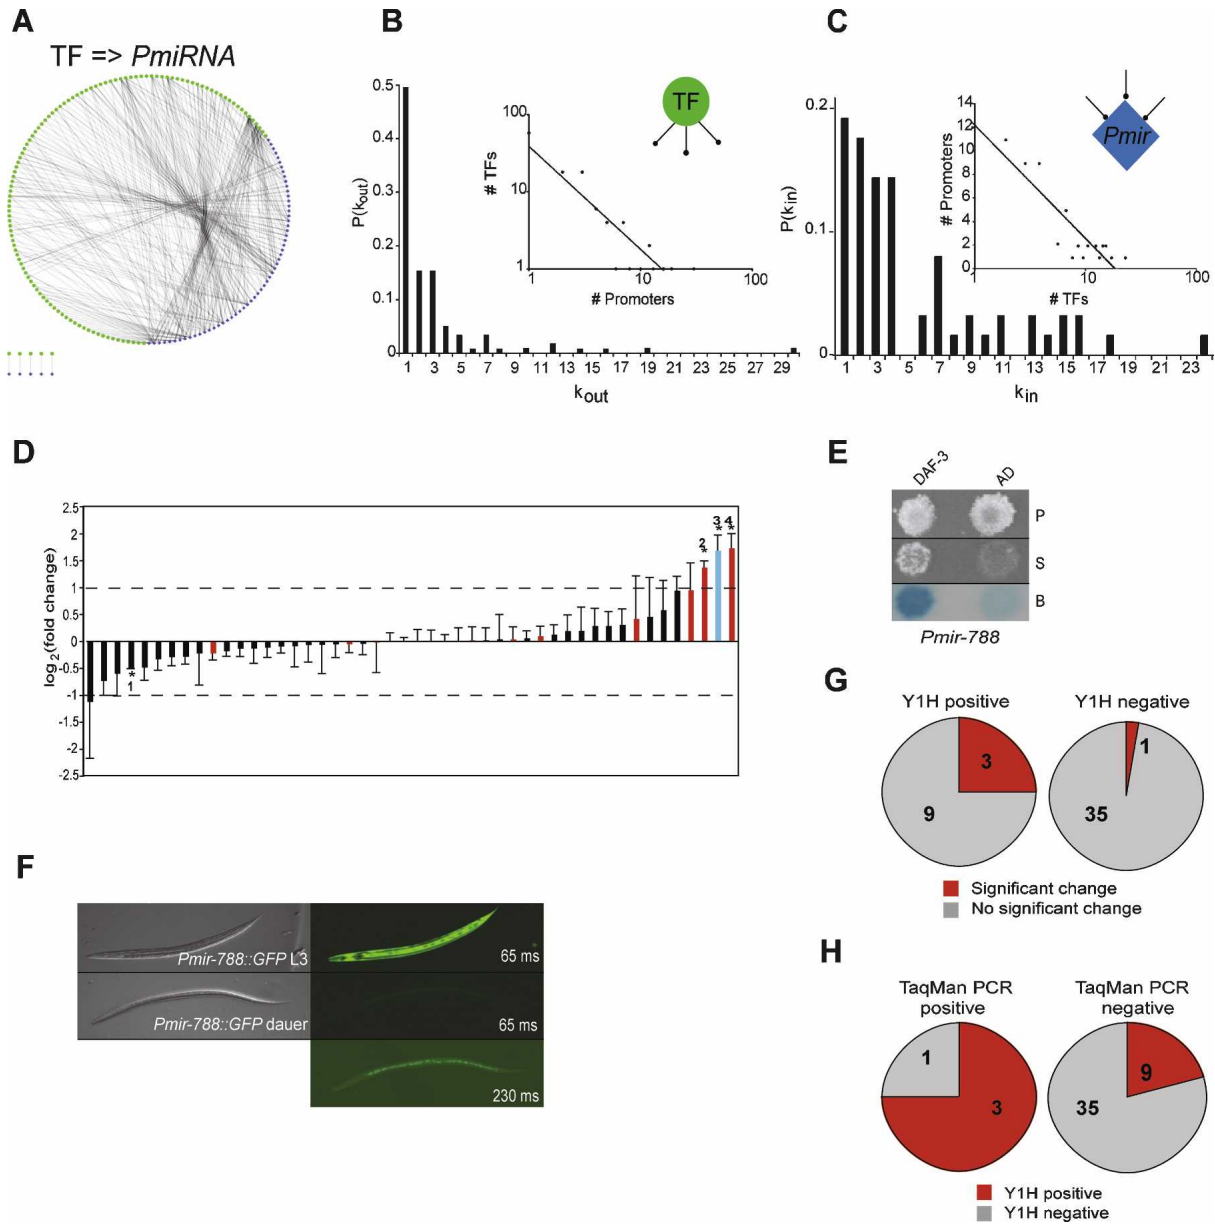 A
TF => PmiRNA
B
P(kout)
0.5
0.4
0.3
0.2
0.1
0
1 3 5 7 9 11 13 15 17 19 21 23 25 27 29
kout
# TFs
100
10
1
1 10 100
# Promoters
TF
C
P(kin)
0.2
0.1
0
1 3 5 7 9 11 13 15 17 19 21 23
kin
# Promoters
14
12
10
8
6
4
2
0
1 10 100
# TFs
Pmir
D
log2(fold change)
2.5
2
1.5
1
0.5
0
-0.5
-1
-1.5
-2
-2.5
* 1
2 *
3 *
4 *
E
DAF-3 AD
P
S
B
Pmir-788
F
Pmir-788::GFP L3
65 ms
Pmir-788::GFP dauer
65 ms
230 ms
G
Y1H positive
3
9
Y1H negative
1
35
Significant change
No significant change
H
TaqMan PCR
positive
1
3
TaqMan PCR
negative
9
35
Y1H positive
Y1H negative